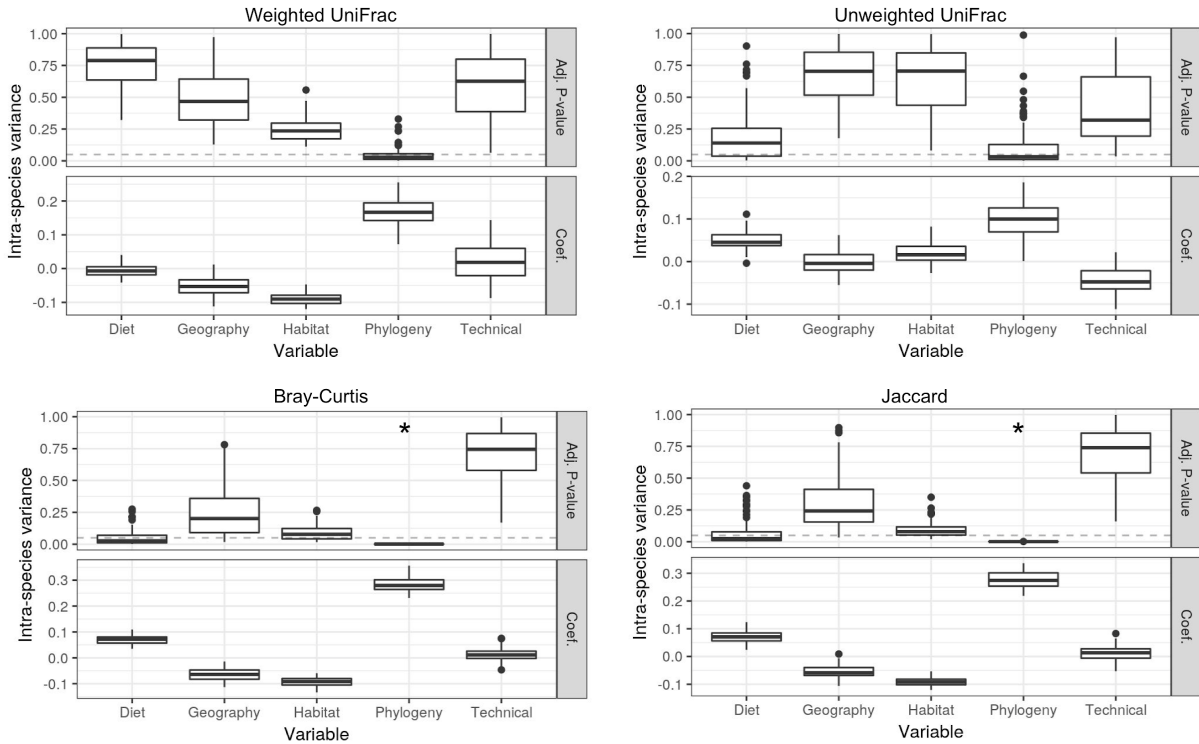 Weighted UniFrac
Intra-species variance
1.00
0.75
0.50
0.25
0.00
Adj. P-value
0.2
0.1
0.0
-0.1
Coef.
Diet Geography Habitat Phylogeny Technical
Variable
Unweighted UniFrac
Intra-species variance
1.00
0.75
0.50
0.25
0.00
Adj. P-value
0.2
0.1
0.0
-0.1
Coef.
Diet Geography Habitat Phylogeny Technical
Variable
Bray-Curtis
Intra-species variance
1.00
0.75
0.50
0.25
0.00
*
Adj. P-value
0.3
0.2
0.1
0.0
-0.1
Coef.
Diet Geography Habitat Phylogeny Technical
Variable
Jaccard
Intra-species variance
1.00
0.75
0.50
0.25
0.00
*
Adj. P-value
0.3
0.2
0.1
0.0
-0.1
Coef.
Diet Geography Habitat Phylogeny Technical
Variable